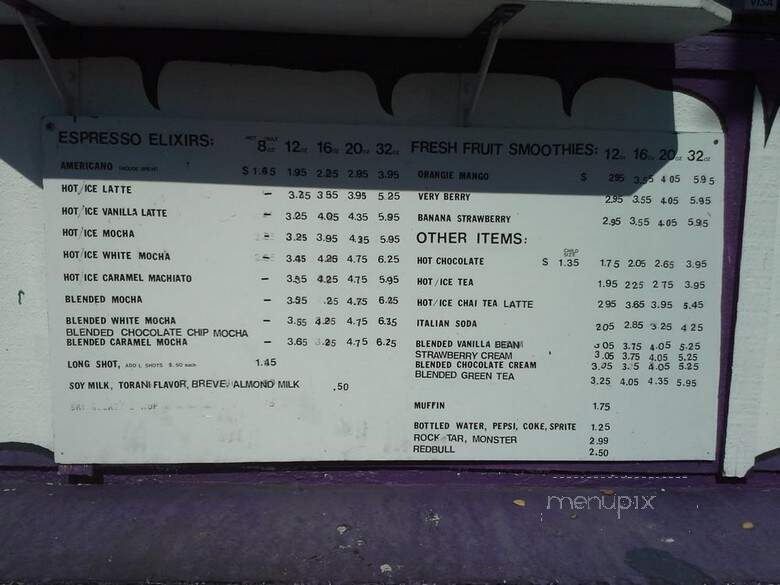 VISA
ESPRESSO ELIXIRS: HOT 8oz 12oz 16oz 20oz 32oz
AMERICANO $ 1.45 1.95 2.25 2.95 3.95
HOT/ICE LATTE – 3.25 3.55 3.95 5.25
HOT/ICE VANILLA LATTE – 3.25 4.05 4.35 5.95
HOT/ICE MOCHA 3.25 3.95 4.35 5.95
HOT/ICE WHITE MOCHA – 3.45 4.25 4.75 6.25
HOT/ICE CARAMEL MACHIATO – 3.55 4.25 4.75 5.95
BLENDED MOCHA – 3.55 .25 4.75 6.25
BLENDED WHITE MOCHA – 3.55 4.25 4.75 6.35
BLENDED CHOCOLATE CHIP MOCHA
BLENDED CARAMEL MOCHA – 3.65 .25 4.75 6.25
LONG SHOT, ADD'L SHOTS $.50 each 1.45
SOY MILK, TORANI FLAVOR, BREVE, ALMOND MILK .50
FRESH FRUIT SMOOTHIES: 12oz 16oz 20oz 32oz
ORANGIE MANGO $ 2.95 3.55 4.05 5.95
VERY BERRY 2.95 3.55 4.05 5.95
BANANA STRAWBERRY 2.95 3.55 4.05 5.95
OTHER ITEMS:
CHILD SIZE
HOT CHOCOLATE $ 1.35 1.75 2.05 2.65 3.95
HOT/ICE TEA 1.95 2.25 2.75 3.95
HOT/ICE CHAI TEA LATTE 2.95 3.65 3.95 5.45
ITALIAN SODA 2.05 2.85 3.25 4.25
BLENDED VANILLA BEAN 3.05 3.75 4.05 5.25
STRAWBERRY CREAM 3.05 3.75 4.05 5.25
BLENDED CHOCOLATE CREAM 4.05 5.25
BLENDED GREEN TEA 3.25 4.05 4.35 5.95
MUFFIN 1.75
BOTTLED WATER, PEPSI, COKE, SPRITE 1.25
ROCK TAR, MONSTER 2.99
REDBULL 2.50
menupix